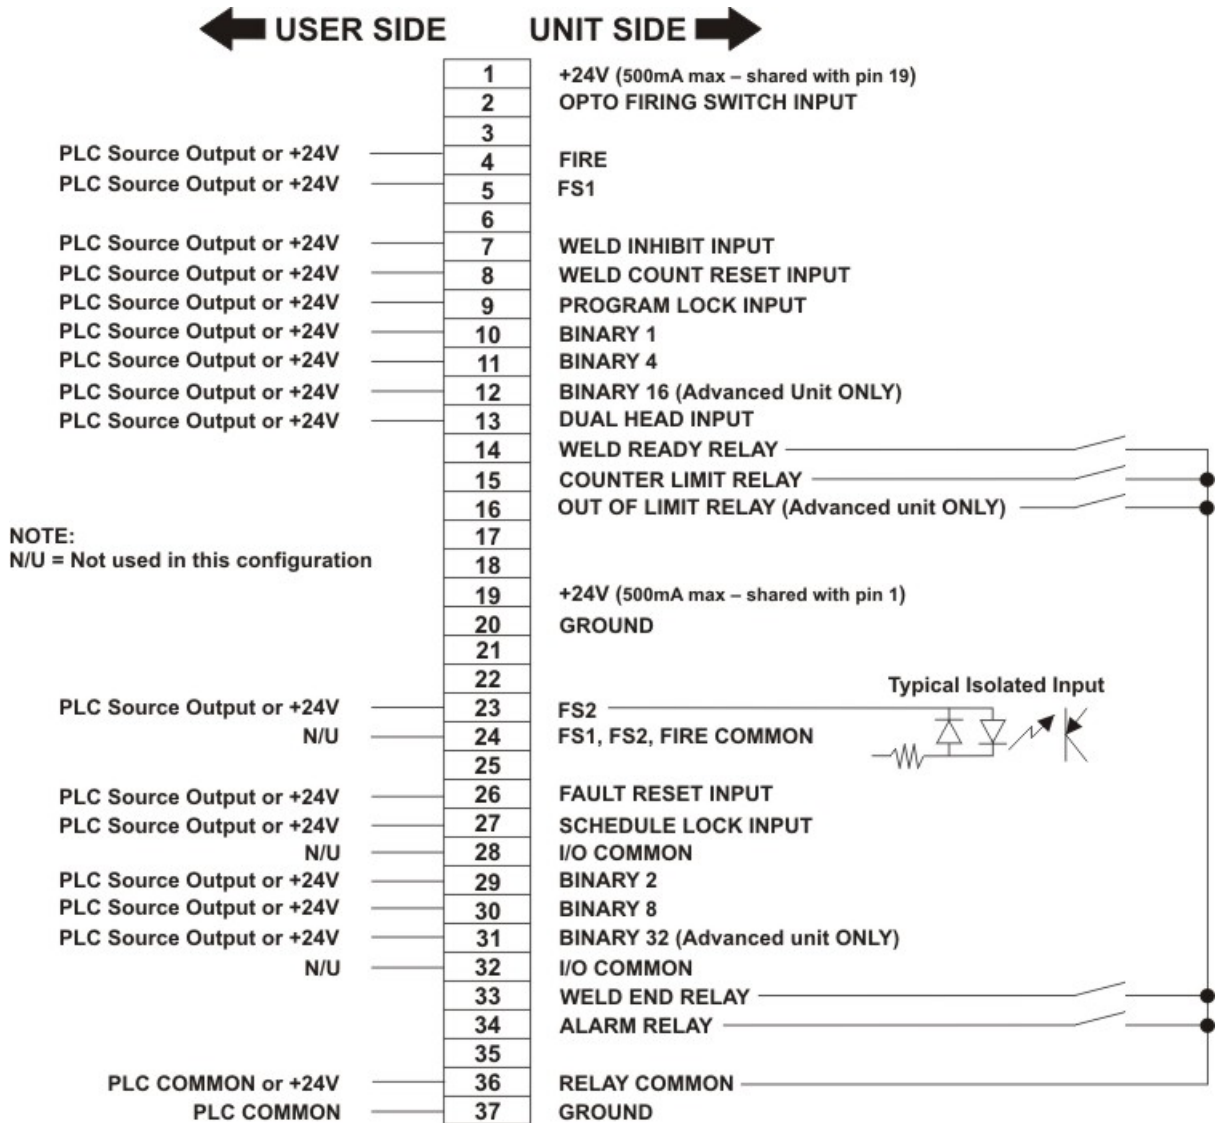 USER SIDE UNIT SIDE
1 +24V (500mA max – shared with pin 19)
2 OPTO FIRING SWITCH INPUT
3
PLC Source Output or +24V 4 FIRE
PLC Source Output or +24V 5 FS1
6
PLC Source Output or +24V 7 WELD INHIBIT INPUT
PLC Source Output or +24V 8 WELD COUNT RESET INPUT
PLC Source Output or +24V 9 PROGRAM LOCK INPUT
PLC Source Output or +24V 10 BINARY 1
PLC Source Output or +24V 11 BINARY 4
PLC Source Output or +24V 12 BINARY 16 (Advanced Unit ONLY)
PLC Source Output or +24V 13 DUAL HEAD INPUT
14 WELD READY RELAY
15 COUNTER LIMIT RELAY
16 OUT OF LIMIT RELAY (Advanced unit ONLY)
NOTE: 17
N/U = Not used in this configuration 18
19 +24V (500mA max – shared with pin 1)
20 GROUND
21
22
Typical Isolated Input
PLC Source Output or +24V 23 FS2
N/U 24 FS1, FS2, FIRE COMMON
25
PLC Source Output or +24V 26 FAULT RESET INPUT
PLC Source Output or +24V 27 SCHEDULE LOCK INPUT
N/U 28 I/O COMMON
PLC Source Output or +24V 29 BINARY 2
PLC Source Output or +24V 30 BINARY 8
PLC Source Output or +24V 31 BINARY 32 (Advanced unit ONLY)
N/U 32 I/O COMMON
33 WELD END RELAY
34 ALARM RELAY
35
PLC COMMON or +24V 36 RELAY COMMON
PLC COMMON 37 GROUND